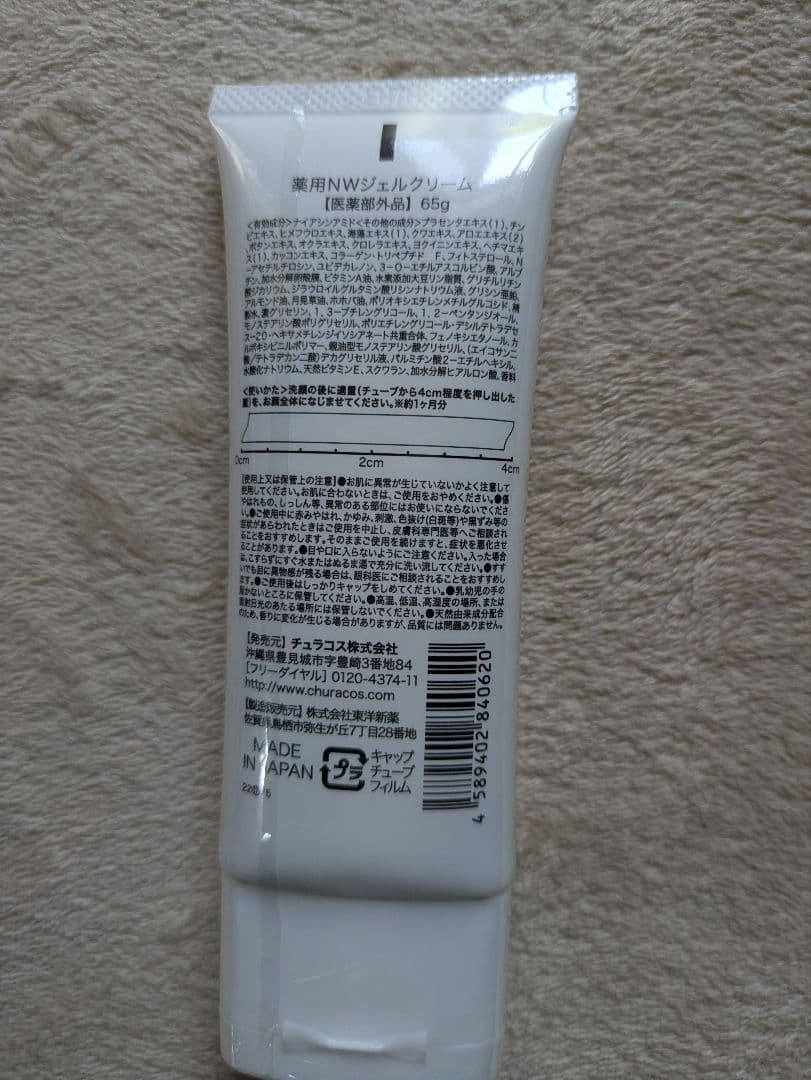 薬用NWジェルクリーム
【医薬部外品】65g
<有効成分>ナイアシンアミド<その他の成分>プラセンタエキス(1)、チン
ピエキス、ヒメフウロエキス、海藻エキス(1)、クワエキス、アロエエキス(2)
、ボタンエキス、オクラエキス、クロレラエキス、ヨクイニンエキス、ヘチマエキ
ス(1)、カッコンエキス、コラーゲン・トリペプチド F、フィトステロール、N
ーアセチルチロシン、ユビデカレノン、3-O-エチルアスコルビン酸、アルブ
チン、加水分解卵殻膜、ビタミンA油、水素添加大豆リン脂質、グリチルリチン
酸ジカリウム、ジラウロイルグルタミン酸リシンナトリウム液、グリシン亜鉛、
アルモンド油、月見草油、ホホバ油、ポリオキシエチレンメチルグルコシド、精
製水、濃グリセリン、1，3-ブチレングリコール、1，2-ペンタンジオール、
モノステアリン酸ポリグリセリル、ポリエチレングリコール・デシルテトラデセ
ス-20・ヘキサメチレンジイソシアネート共重合体、フェノキシエタノール、カ
ルボキシビニルポリマー、親油型モノステアリン酸グリセリル、(エイコサン二
酸/テトラデカン二酸)デカグリセリル液、パルミチン酸2-エチルヘキシル、
水酸化ナトリウム、天然ビタミンE、スクワラン、加水分解ヒアルロン酸、香料
<使いかた>洗顔の後に適量(チューブから4cm程度を押し出した
量)を、お顔全体になじませてください。※約1ヶ月分
0cm 2cm 4cm
【使用上又は保管上の注意】●お肌に異常が生じていないかよく注意して
使用してください。お肌に合わないときは、ご使用をおやめください。●傷
やはれもの、しっしん等、異常のある部位にはお使いにならないでくださ
い。●ご使用中に赤みやはれ、かゆみ、刺激、色抜け(白斑等)や黒ずみ等の
症状があらわれたときはご使用を中止し、皮膚科専門医等へご相談され
ることをおすすめします。そのままご使用を続けますと、症状を悪化させ
ることがあります。●目や口に入らないようにご注意ください。入った場合
は、こすらずにすぐ水またはぬるま湯で充分に洗い流してください。●すす
いでも目に異物感が残る場合は、眼科医にご相談されることをおすすめし
ます。●ご使用後はしっかりキャップをしめてください。●乳幼児の手の
届かないところに保管してください。●高温、低温、高湿度の場所、または
直射日光のあたる場所には保管しないでください。●天然由来成分配合
のため、香りに変化が生じる場合がありますが、品質には問題ありません。
【発売元】チュラコス株式会社
沖縄県豊見城市字豊崎3番地84
[フリーダイヤル] 0120-4374-11
http://www.churacos.com
【製造販売元】株式会社東洋新薬
佐賀県鳥栖市弥生が丘7丁目28番地
MADE
IN JAPAN
プラ
キャップ
チューブ
フィルム
4 589402 840620